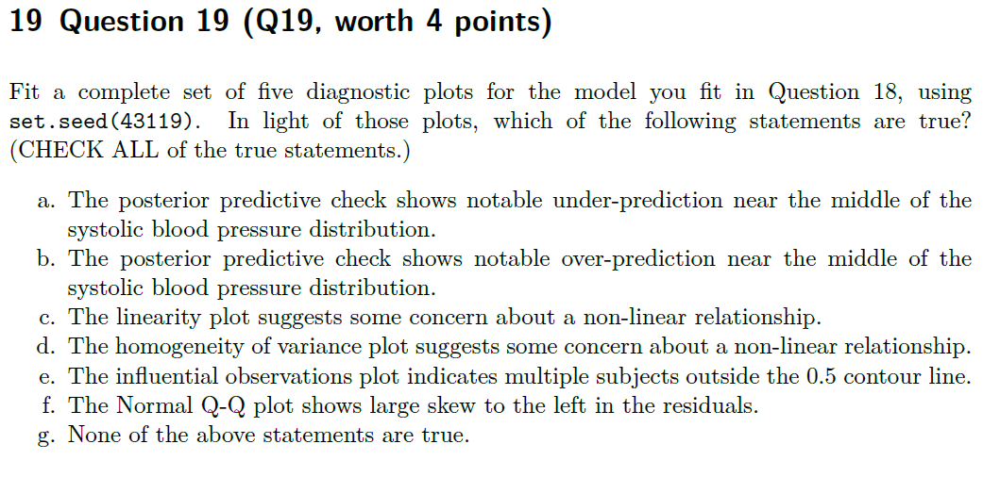 19 Question 19 (Q19, worth 4 points)
Fit a complete set of five diagnostic plots for the model you fit in Question 18, using
set.seed(43119). In light of those plots, which of the following statements are true?
(CHECK ALL of the true statements.)
a. The posterior predictive check shows notable under-prediction near the middle of the
systolic blood pressure distribution.
b. The posterior predictive check shows notable over-prediction near the middle of the
systolic blood pressure distribution.
c. The linearity plot suggests some concern about a non-linear relationship.
d. The homogeneity of variance plot suggests some concern about a non-linear relationship.
e. The influential observations plot indicates multiple subjects outside the 0.5 contour line.
f. The Normal Q-Q plot shows large skew to the left in the residuals.
g. None of the above statements are true.